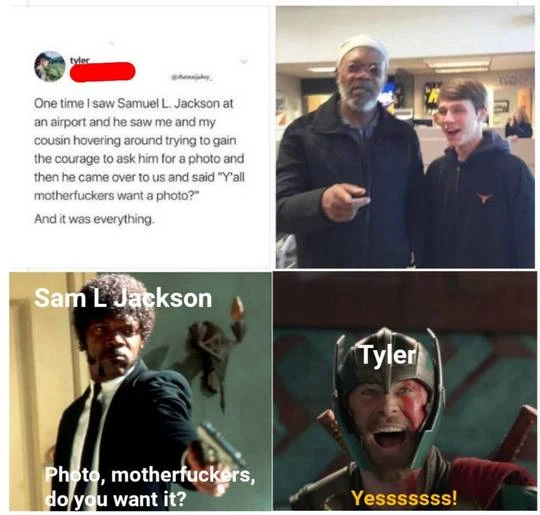 tyler
One time I saw Samuel L. Jackson at
an airport and he saw me and my
cousin hovering around trying to gain
the courage to ask him for a photo and
then he came over to us and said "Y'all
motherfuckers want a photo?"
And it was everything.
Sam L Jackson
Photo, motherfuckers,
do you want it?
Tyler
Yesssssss!